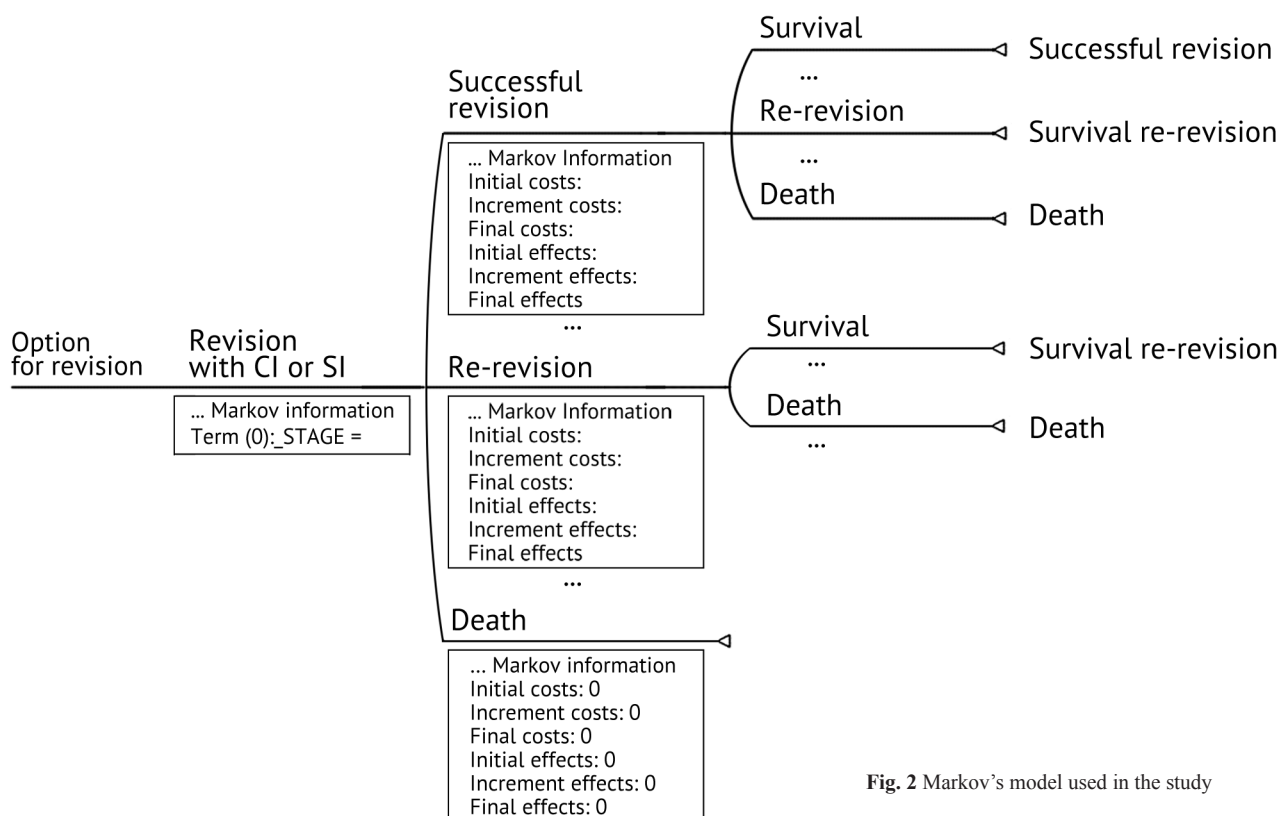 Option
for revision
Revision
with CI or SI
... Markov information
Term (0):_STAGE =
Successful
revision
... Markov Information
Initial costs:
Increment costs:
Final costs:
Initial effects:
Increment effects:
Final effects
...
Survival
...
Successful revision
Re-revision
...
Survival re-revision
Death
Death
Re-revision
... Markov Information
Initial costs:
Increment costs:
Final costs:
Initial effects:
Increment effects:
Final effects
...
Survival
...
Survival re-revision
Death
...
Death
Death
... Markov information
Initial costs: 0
Increment costs: 0
Final costs: 0
Initial effects: 0
Increment effects: 0
Final effects: 0
Fig. 2 Markov’s model used in the study